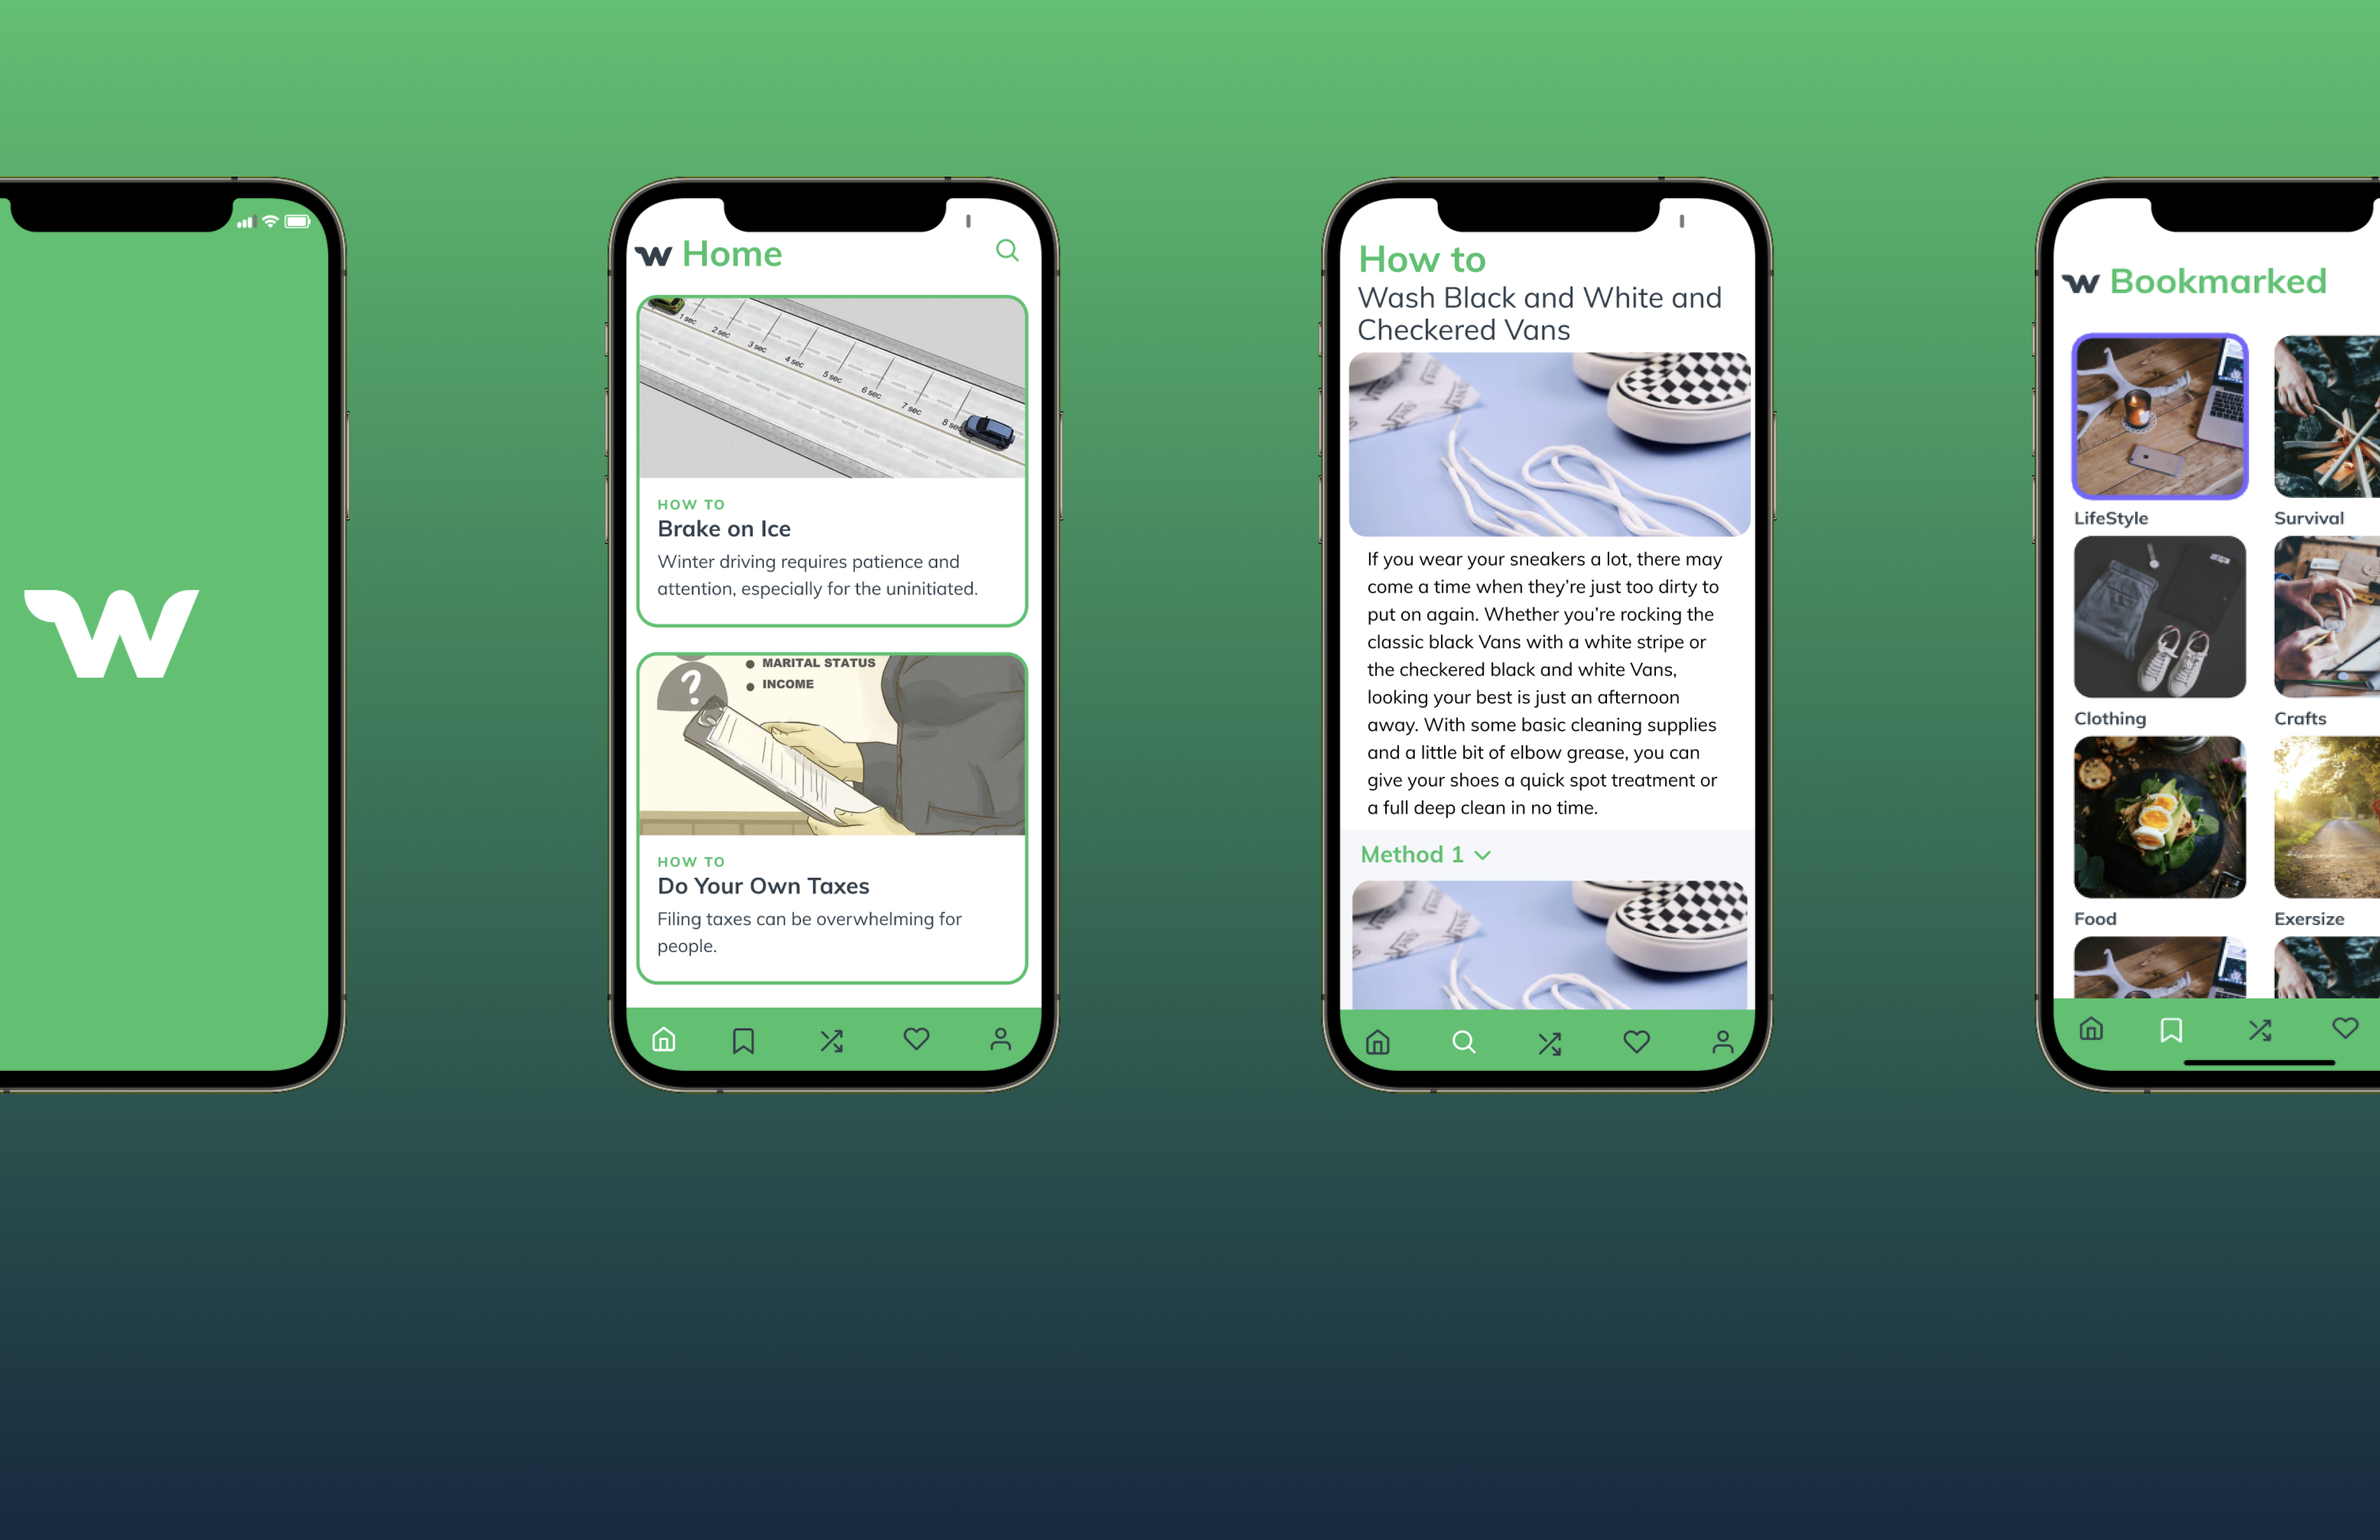 w Home
1 sec
2 sec
3 sec
4 sec
5 sec
6 sec
7 sec
8 sec
HOW TO
Brake on Ice
Winter driving requires patience and
attention, especially for the uninitiated.
?
MARITAL STATUS
INCOME
HOW TO
Do Your Own Taxes
Filing taxes can be overwhelming for
people.
How to
Wash Black and White and
Checkered Vans
VANS
If you wear your sneakers a lot, there may
come a time when they’re just too dirty to
put on again. Whether you’re rocking the
classic black Vans with a white stripe or
the checkered black and white Vans,
looking your best is just an afternoon
away. With some basic cleaning supplies
and a little bit of elbow grease, you can
give your shoes a quick spot treatment or
a full deep clean in no time.
Method 1
VANS
w Bookmarked
LifeStyle
Survival
Clothing
Crafts
Food
Exersize
w